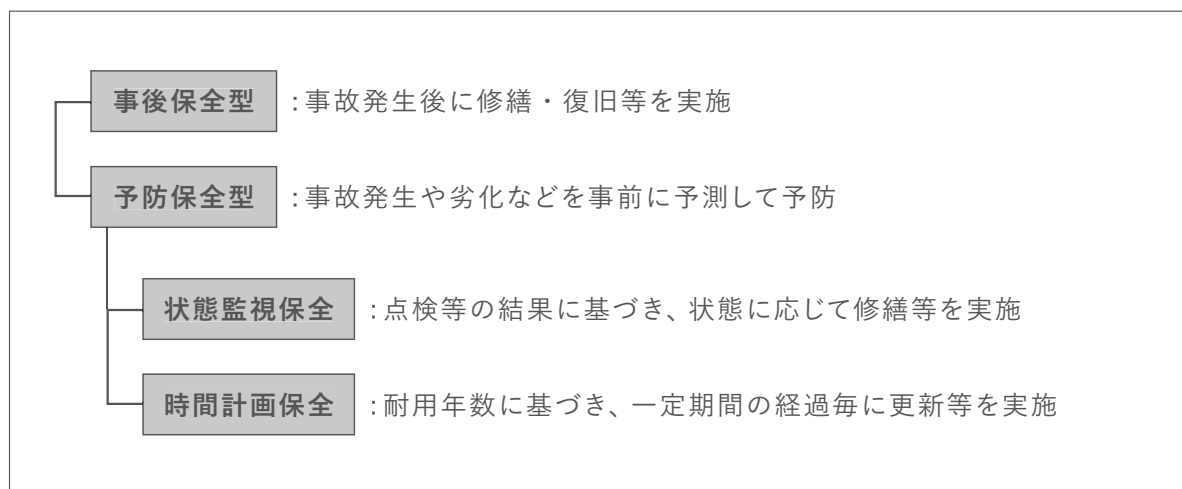 事後保全型 :事故発生後に修繕・復旧等を実施
予防保全型 :事故発生や劣化などを事前に予測して予防
状態監視保全 :点検等の結果に基づき、状態に応じて修繕等を実施
時間計画保全 :耐用年数に基づき、一定期間の経過毎に更新等を実施